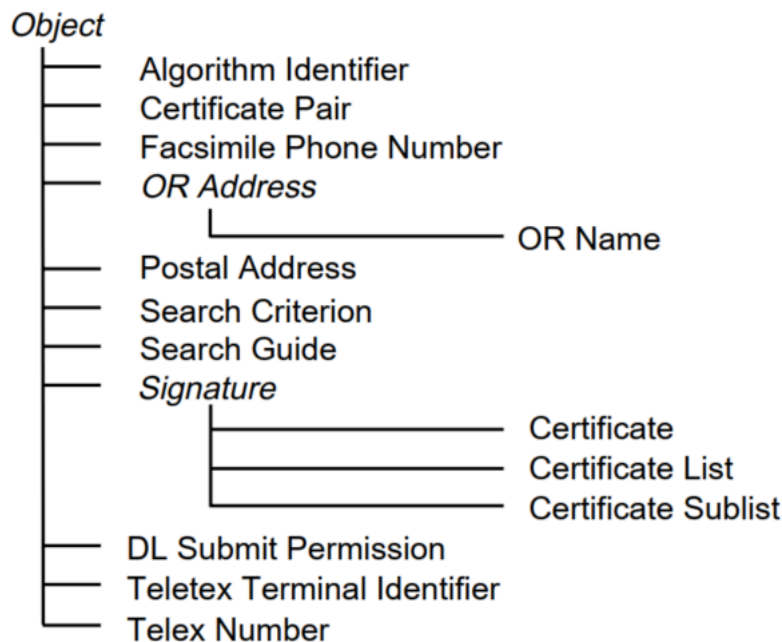 Object
Algorithm Identifier
Certificate Pair
Facsimile Phone Number
OR Address
OR Name
Postal Address
Search Criterion
Search Guide
Signature
Certificate
Certificate List
Certificate Sublist
DL Submit Permission
Teletex Terminal Identifier
Telex Number